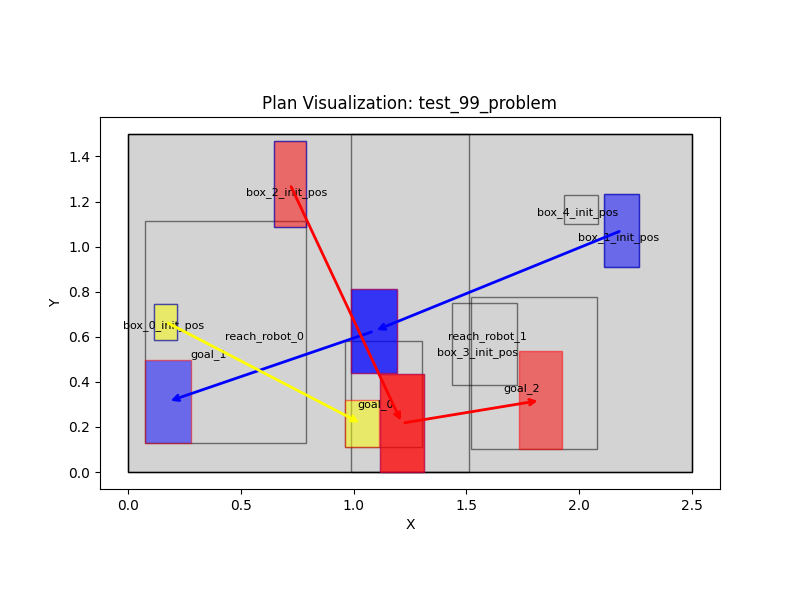 Plan Visualization: test_99_problem
Y
1.4
1.2
1.0
0.8
0.6
0.4
0.2
0.0
box_2_init_pos
box_4_init_pos
box_1_init_pos
box_0_init_pos
reach_robot_0
reach_robot_1
goal_1
box_3_init_pos
goal_2
goal_0
0.0
0.5
1.0
1.5
2.0
2.5
X